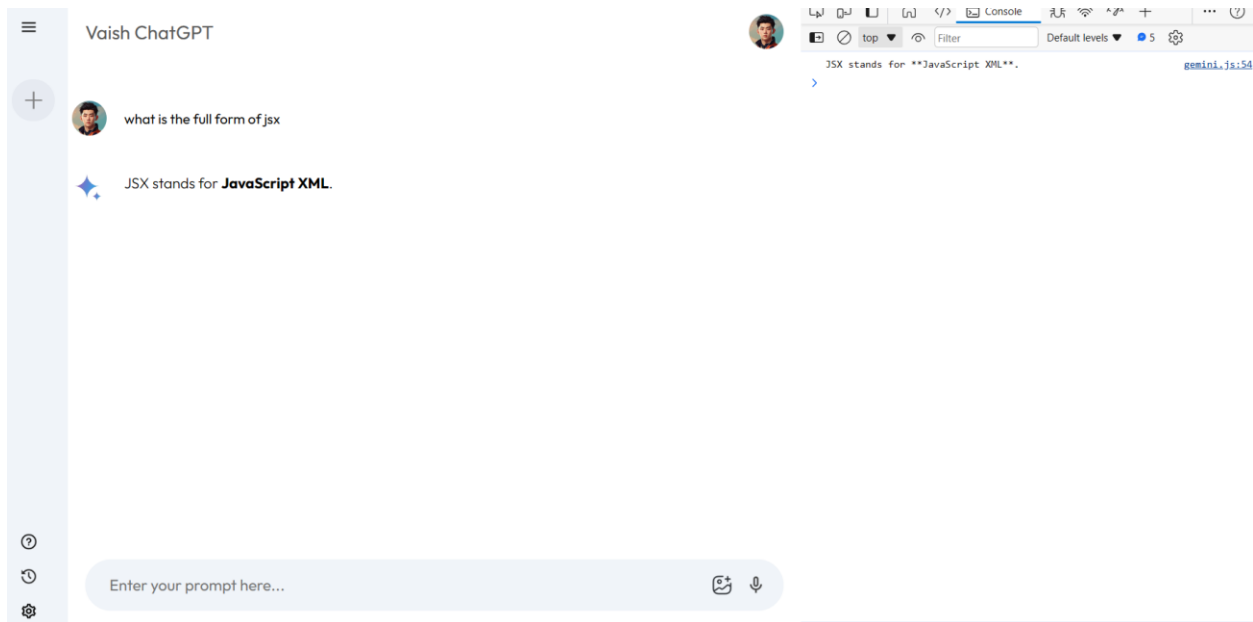 Vaish ChatGPT
what is the full form of jsx
JSX stands for JavaScript XML.
Enter your prompt here...
Console
top
Filter
Default levels
5
JSX stands for **JavaScript XML**.
gemini.js:54